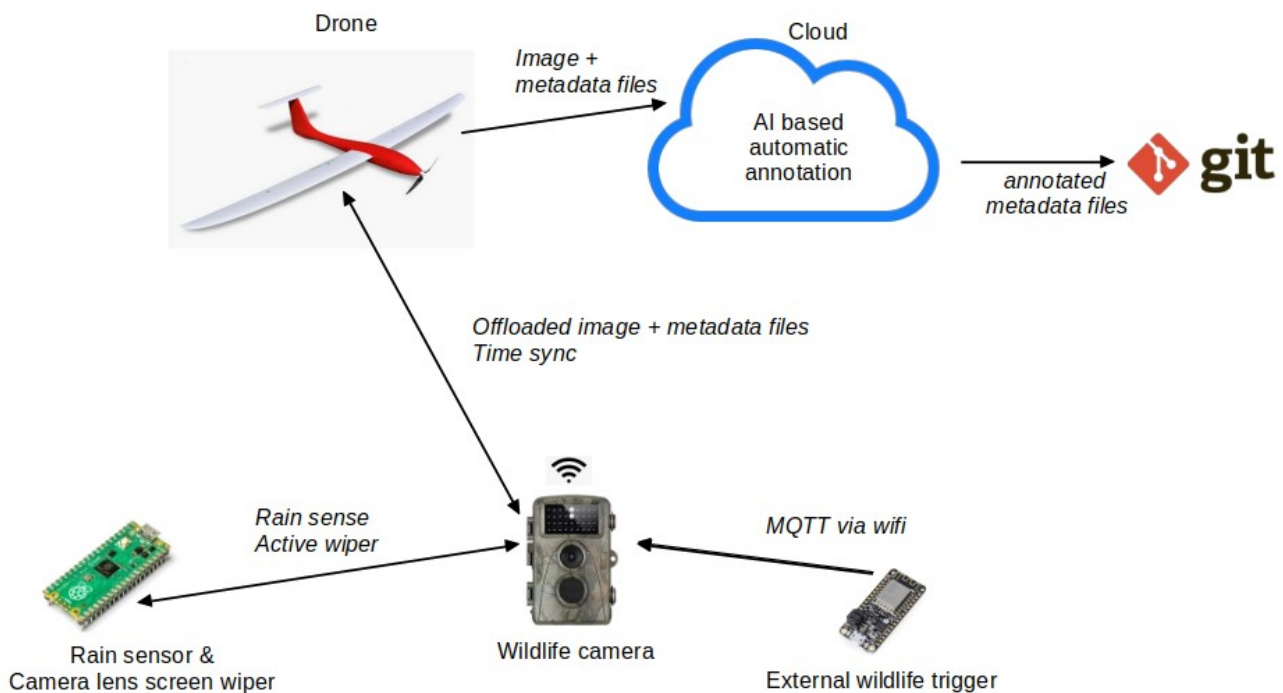 Drone
Cloud
Image +
metadata files
AI based
automatic
annotation
git
annotated
metadata files
Offloaded image + metadata files
Time sync
Rain sense
Active wiper
MQTT via wifi
Rain sensor &
Camera lens screen wiper
Wildlife camera
External wildlife trigger